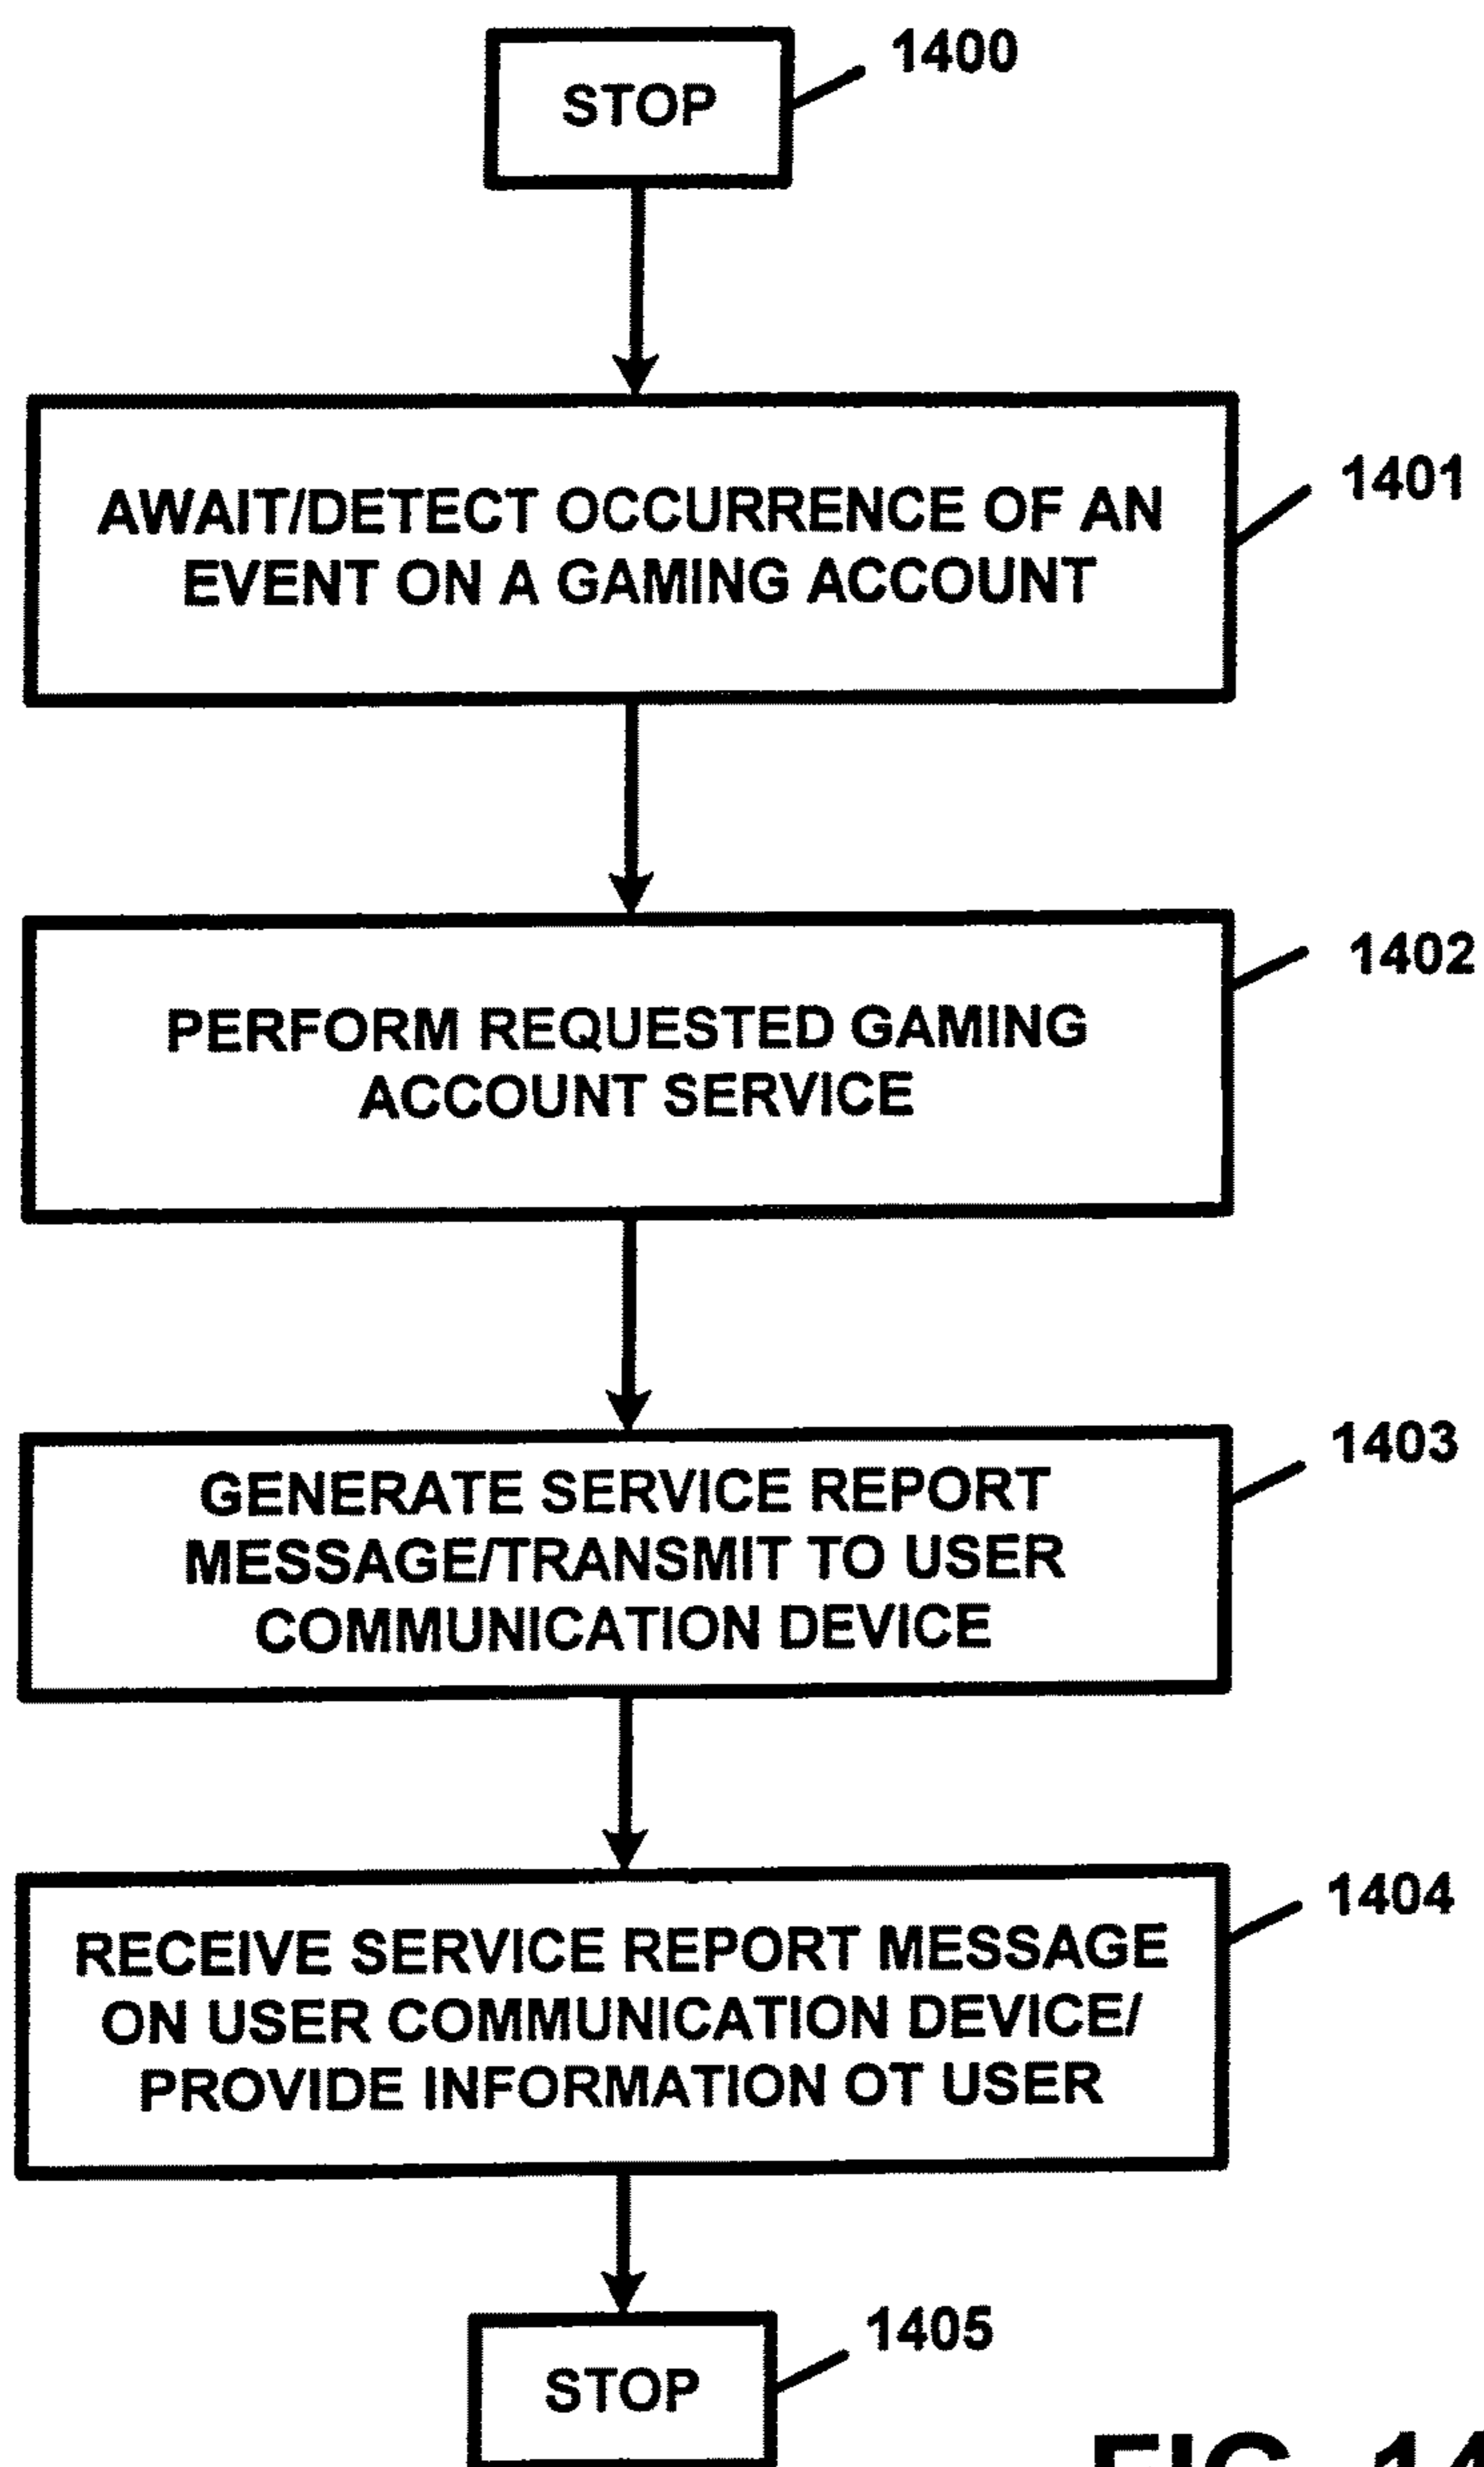 STOP
1400
AWAIT/DETECT OCCURRENCE OF AN
EVENT ON A GAMING ACCOUNT
1401
PERFORM REQUESTED GAMING
ACCOUNT SERVICE
1402
GENERATE SERVICE REPORT
MESSAGE/TRANSMIT TO USER
COMMUNICATION DEVICE
1403
RECEIVE SERVICE REPORT MESSAGE
ON USER COMMUNICATION DEVICE/
PROVIDE INFORMATION OT USER
1404
STOP
1405
FIG. 14